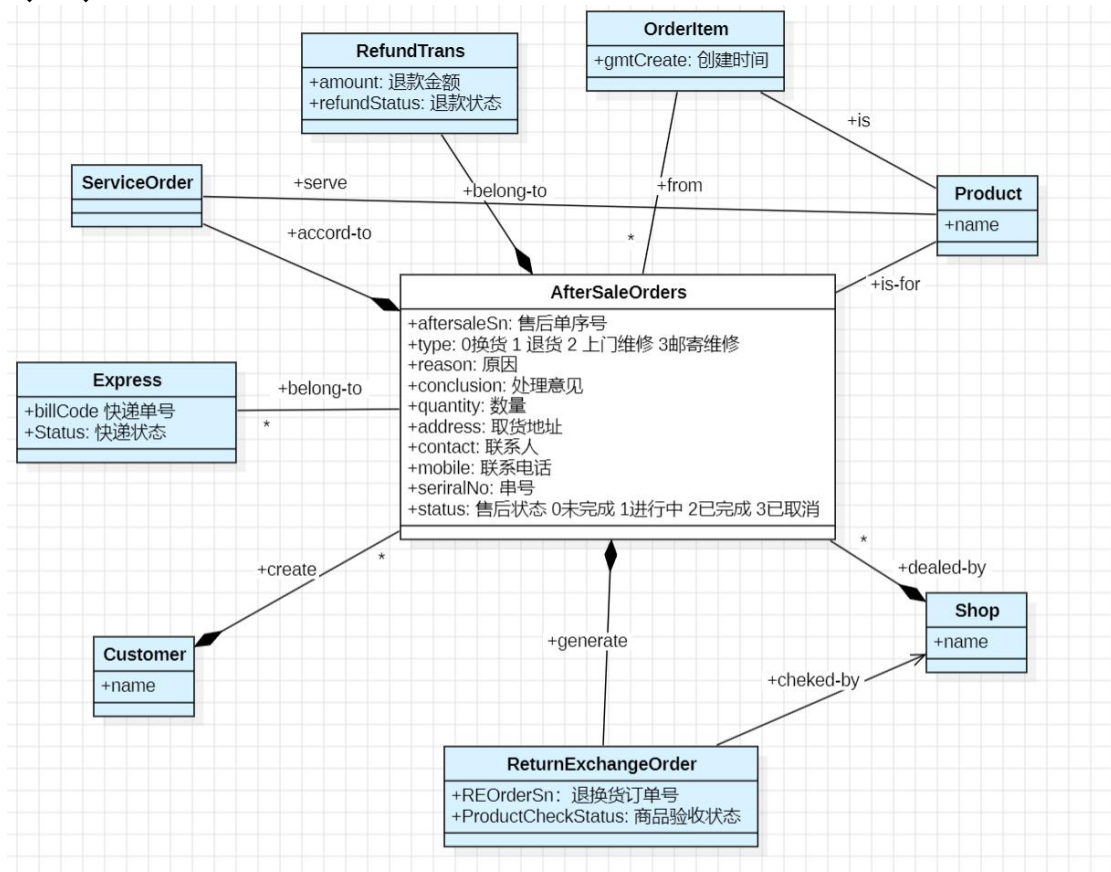 OrderItem
+gmtCreate: 创建时间
RefundTrans
+amount: 退款金额
+refundStatus: 退款状态
+is
ServiceOrder
+serve
+belong-to
+from
Product
+name
+accord-to
*
+is-for
AfterSaleOrders
+aftersaleSn: 售后单序号
+type: 0换货 1 退货 2 上门维修 3邮寄维修
+reason: 原因
+conclusion: 处理意见
+quantity: 数量
+address: 取货地址
+contact: 联系人
+mobile: 联系电话
+seriralNo: 串号
+status: 售后状态 0未完成 1进行中 2已完成 3已取消
Express
+billCode 快递单号
+Status: 快递状态
+belong-to
*
+create
*
*
+dealed-by
Customer
+name
+generate
Shop
+name
+cheked-by
ReturnExchangeOrder
+REOrderSn：退换货订单号
+ProductCheckStatus: 商品验收状态